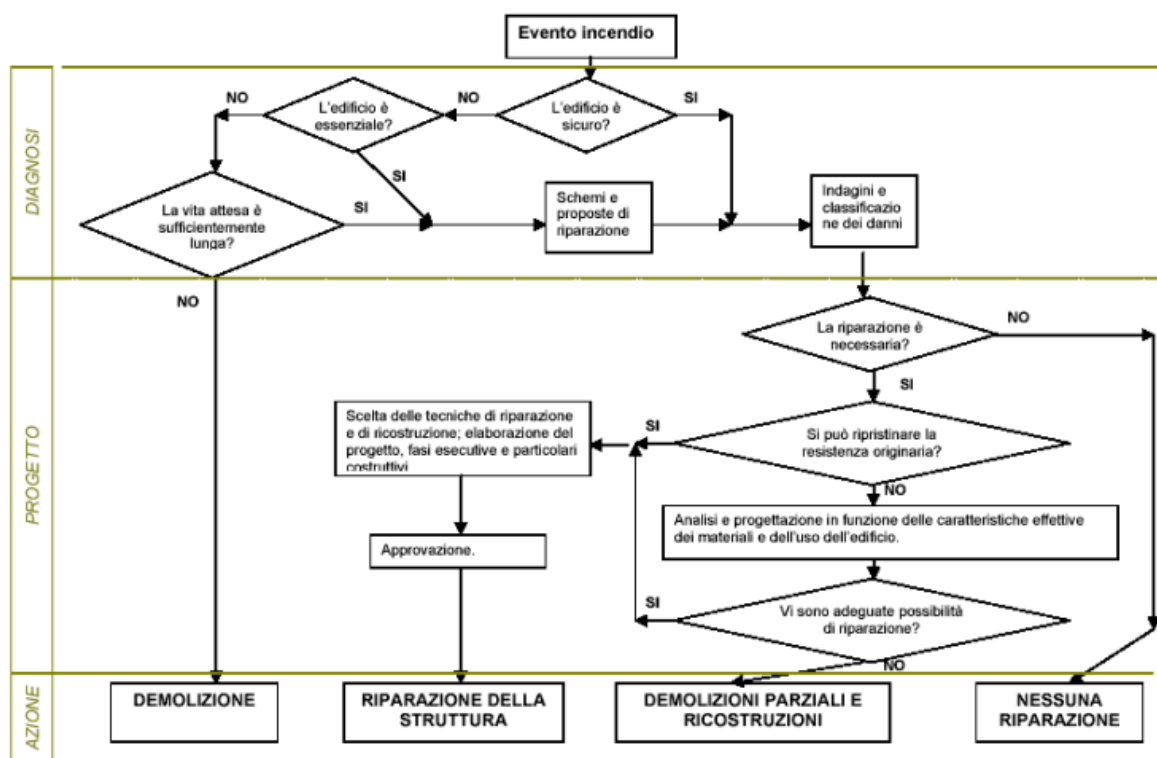 Evento incendio
DIAGNOSI
NO
L'edificio è
essenziale?
NO
L'edificio è
sicuro?
SI
SI
La vita attesa è
sufficientemente
lunga?
SI
Schemi e
proposte di
riparazione
Indagini e
classificazio
ne dei danni
NO
PROGETTO
La riparazione è
necessaria?
NO
SI
Scelta delle tecniche di riparazione
e di ricostruzione; elaborazione del
progetto, fasi esecutive e particolari
costruttivi
SI
Si può ripristinare la
resistenza originaria?
NO
Analisi e progettazione in funzione delle caratteristiche effettive
dei materiali e dell'uso dell'edificio.
Approvazione.
SI
Vi sono adeguate possibilità
di riparazione?
NO
AZIONE
DEMOLIZIONE
RIPARAZIONE DELLA
STRUTTURA
DEMOLIZIONI PARZIALI E
RICOSTRUZIONI
NESSUNA
RIPARAZIONE